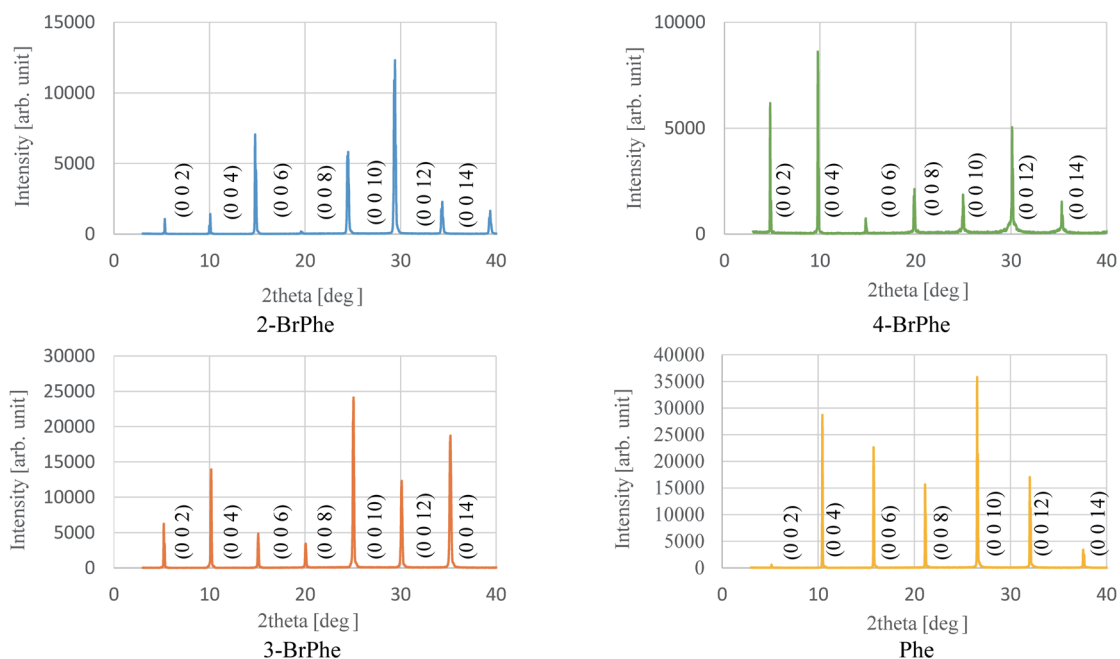 15000
10000
5000
0
Intensity [arb. unit]
(0 0 2)
(0 0 4)
(0 0 6)
(0 0 8)
(0 0 10)
(0 0 12)
(0 0 14)
0 10 20 30 40
2theta [deg]
2-BrPhe
10000
5000
0
Intensity [arb. unit]
(0 0 2)
(0 0 4)
(0 0 6)
(0 0 8)
(0 0 10)
(0 0 12)
(0 0 14)
0 10 20 30 40
2theta [deg]
4-BrPhe
30000
25000
20000
15000
10000
5000
0
Intensity [arb. unit]
(0 0 2)
(0 0 4)
(0 0 6)
(0 0 8)
(0 0 10)
(0 0 12)
(0 0 14)
0 10 20 30 40
2theta [deg]
3-BrPhe
40000
35000
30000
25000
20000
15000
10000
5000
0
Intensity [arb. unit]
(0 0 2)
(0 0 4)
(0 0 6)
(0 0 8)
(0 0 10)
(0 0 12)
(0 0 14)
0 10 20 30 40
2theta [deg]
Phe